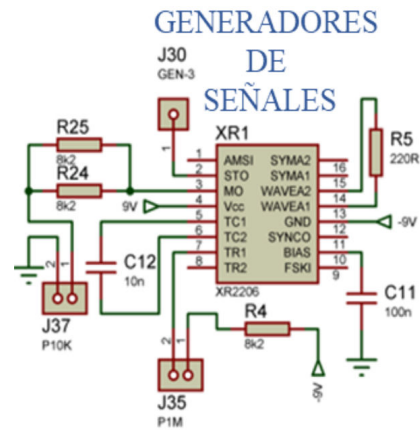 GENERADORES
DE
SEÑALES
J30
GEN-3
1
R25
8k2
R24
8k2
9V
XR1
1 AMSI SYMA2 16
2 STO SYMA1 15
3 MO WAVEA2 14
4 Vcc WAVEA1 13
5 TC1 GND 12
6 TC2 SYNCO 11
7 TR1 BIAS 10
8 TR2 FSKI 9
XR2206
R5
220R
-9V
C12
10n
C11
100n
2 1
J37
P10K
R4
8k2
-9V
2 1
J35
P1M